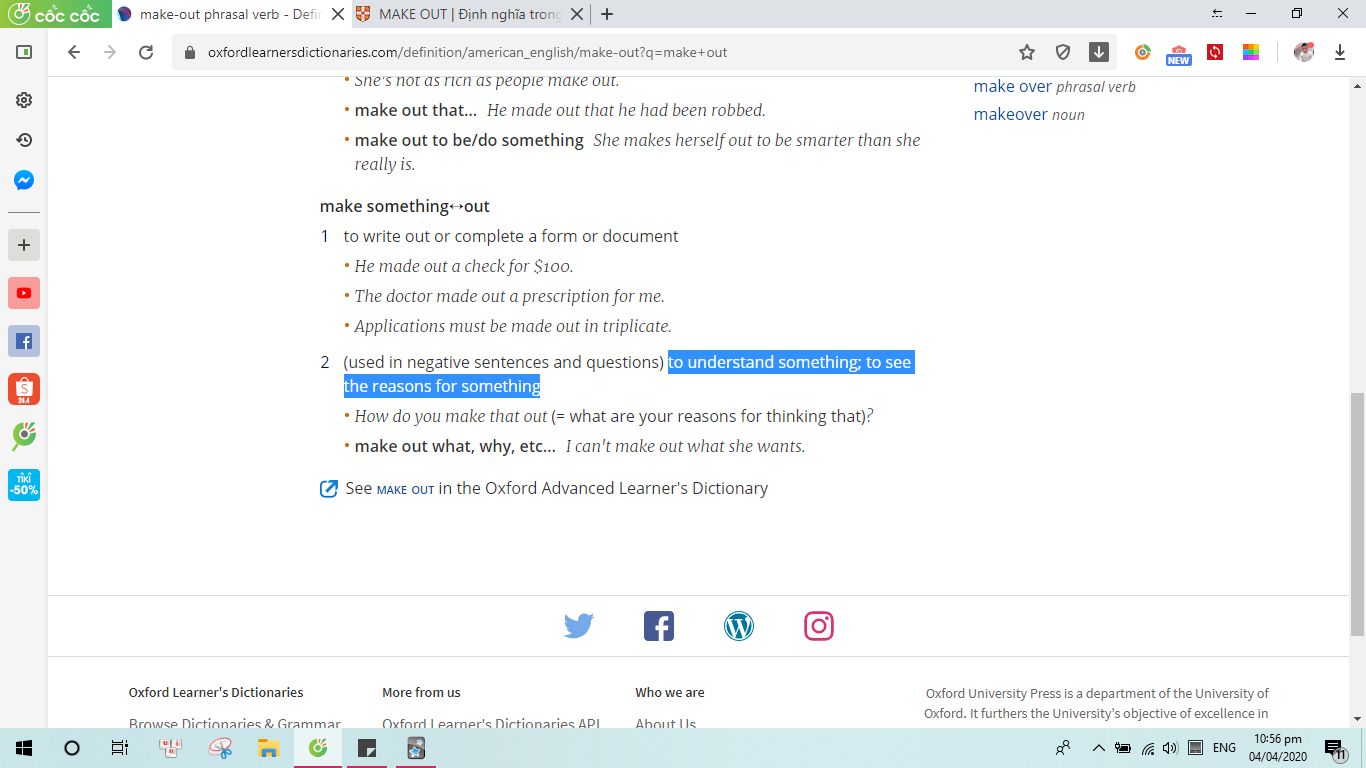 cốc cốc
make-out phrasal verb - Defin
MAKE OUT | Định nghĩa trong
oxfordlearnersdictionaries.com/definition/american_english/make-out?q=make+out
NEW
• She's not as rich as people make out.
• make out that... He made out that he had been robbed.
• make out to be/do something She makes herself out to be smarter than she
really is.
make over phrasal verb
makeover noun
make something↔out
1 to write out or complete a form or document
• He made out a check for $100.
• The doctor made out a prescription for me.
• Applications must be made out in triplicate.
2 (used in negative sentences and questions) to understand something; to see
the reasons for something
• How do you make that out (= what are your reasons for thinking that)?
• make out what, why, etc... I can't make out what she wants.
See MAKE OUT in the Oxford Advanced Learner's Dictionary
24.4
TIKI
-50%
Oxford Learner's Dictionaries
Browse Dictionaries & Grammar
More from us
Oxford Learner's Dictionaries API
Who we are
About Us
Oxford University Press is a department of the University of
Oxford. It furthers the University's objective of excellence in
ENG
10:56 pm
04/04/2020
11